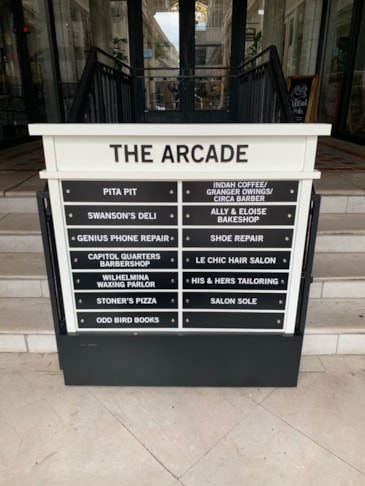 THE ARCADE
PITA PIT
SWANSON'S DELI
GENIUS PHONE REPAIR
CAPITOL QUARTERS
BARBERSHOP
WILHELMINA
WAXING PARLOR
STONER'S PIZZA
ODD BIRD BOOKS
INDAH COFFEE/
GRANGER OWINGS/
CIRCA BARBER
ALLY & ELOISE
BAKESHOP
SHOE REPAIR
LE CHIC HAIR SALON
HIS & HERS TAILORING
SALON SOLE